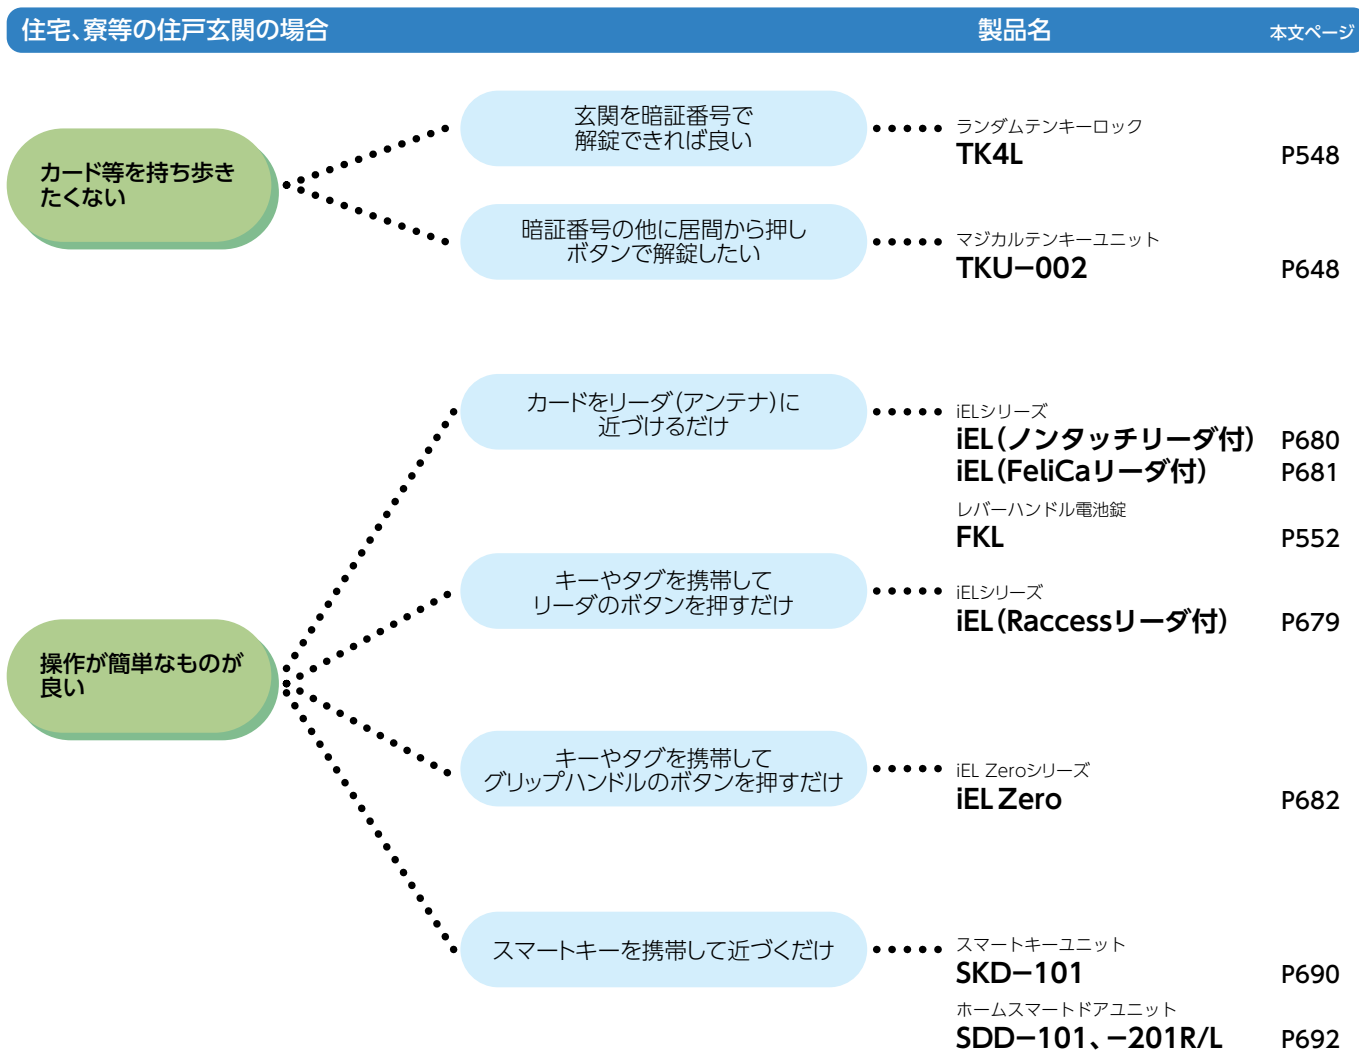 住宅、寮等の住戸玄関の場合 製品名 本文ページ
カード等を持ち歩き
たくない
玄関を暗証番号で
解錠できれば良い
ランダムテンキーロック
TK4L P548
暗証番号の他に居間から押し
ボタンで解錠したい
マジカルテンキーユニット
TKU−002 P648
操作が簡単なものが
良い
カードをリーダ(アンテナ)に
近づけるだけ
iELシリーズ
iEL(ノンタッチリーダ付) P680
iEL(FeliCaリーダ付) P681
レバーハンドル電池錠
FKL P552
キーやタグを携帯して
リーダのボタンを押すだけ
iELシリーズ
iEL(Raccessリーダ付) P679
キーやタグを携帯して
グリップハンドルのボタンを押すだけ
iEL Zeroシリーズ
iEL Zero P682
スマートキーを携帯して近づくだけ
スマートキーユニット
SKD−101 P690
ホームスマートドアユニット
SDD−101、−201R/L P692